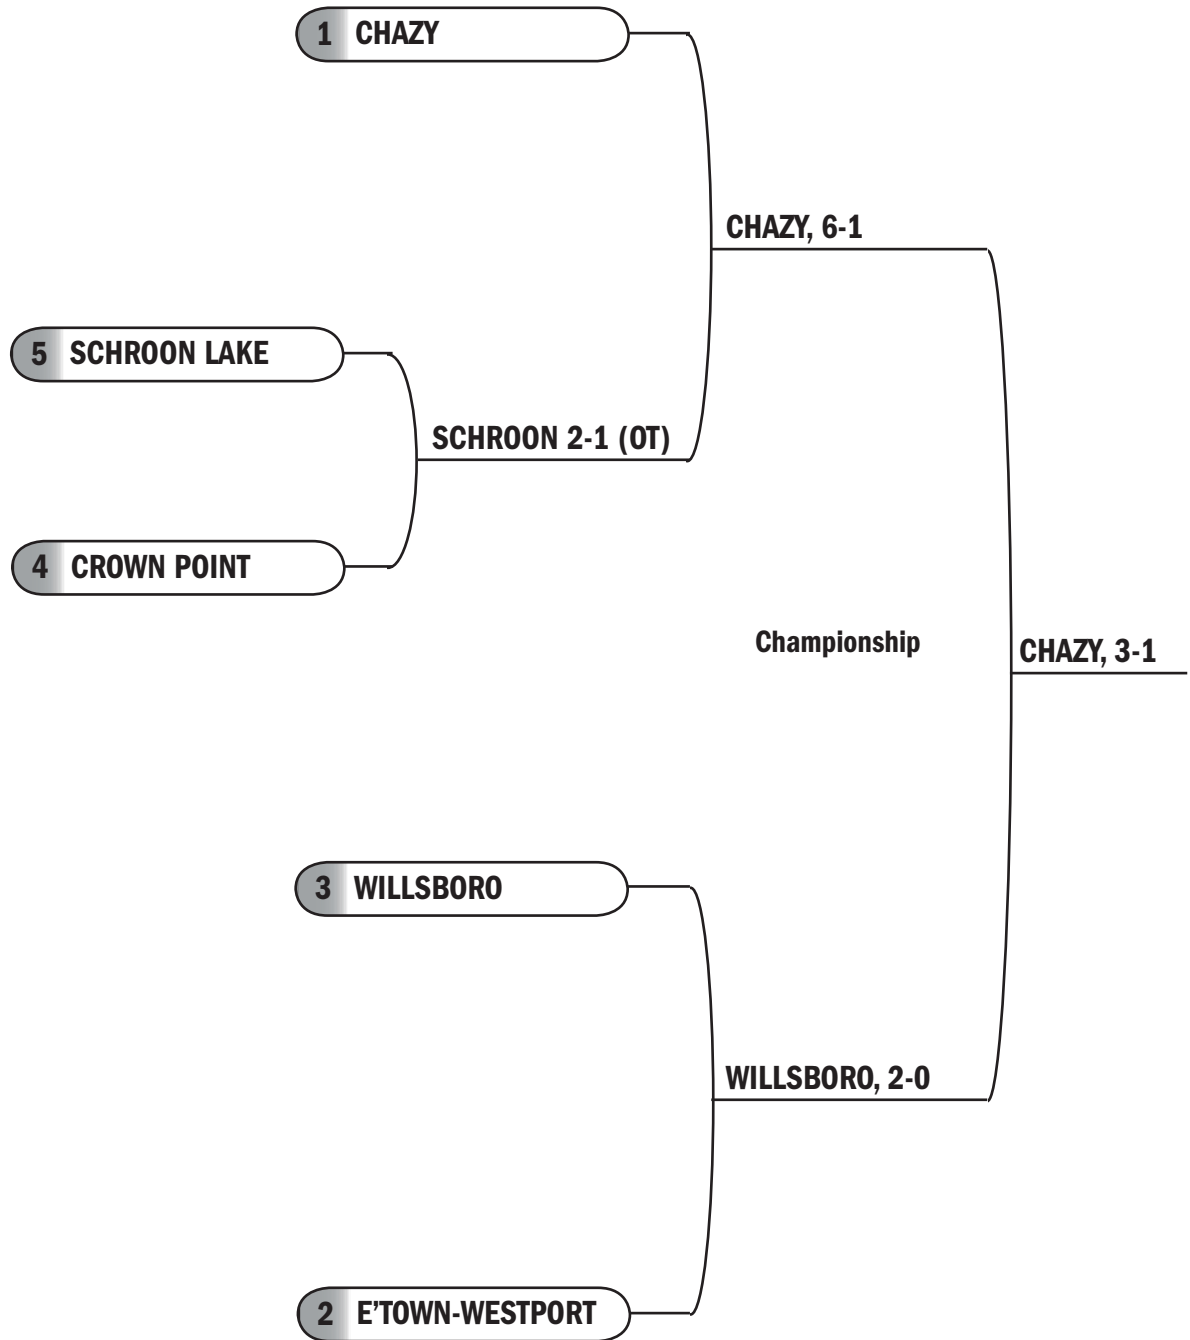 1 CHAZY
CHAZY, 6-1
5 SCHROON LAKE
SCHROON 2-1 (OT)
4 CROWN POINT
Championship
CHAZY, 3-1
3 WILLSBORO
WILLSBORO, 2-0
2 E'TOWN-WESTPORT